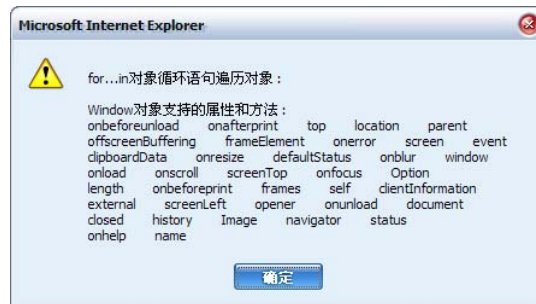 Microsoft Internet Explorer
for...in对象循环语句遍历对象：
Window对象支持的属性和方法：
onbeforeunload onafterprint top location parent
offscreenBuffering frameElement onerror screen event
clipboardData onresize defaultStatus onblur window
onload onscroll screenTop onfocus Option
length onbeforeprint frames self clientInformation
external screenLeft opener onunload document
closed history Image navigator status
onhelp name
确定